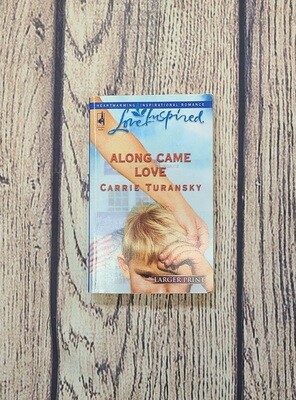 HEARTWARMING INSPIRATIONAL ROMANCE
Love Inspired
ALONG CAME
LOVE
CARRIE TURANSKY
LARGER PRINT